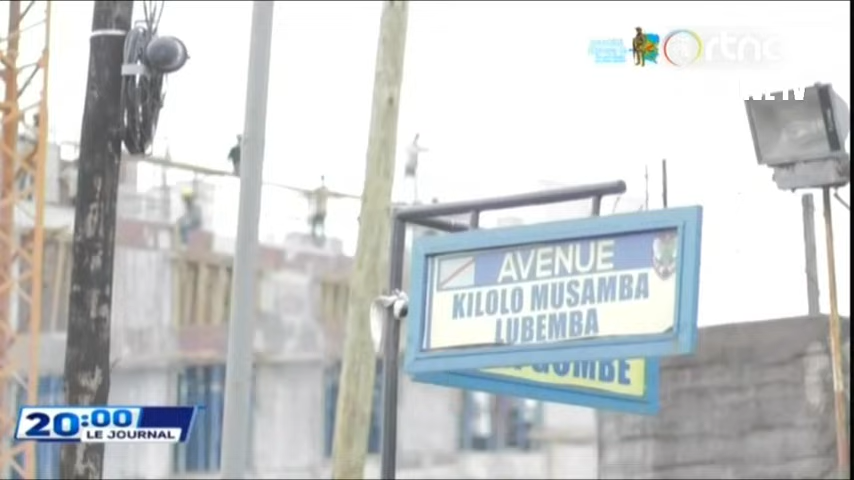 rtnc
AVENUE
KILOLO MUSAMBA
LUBEMBA
GOMBE
20:00
LE JOURNAL